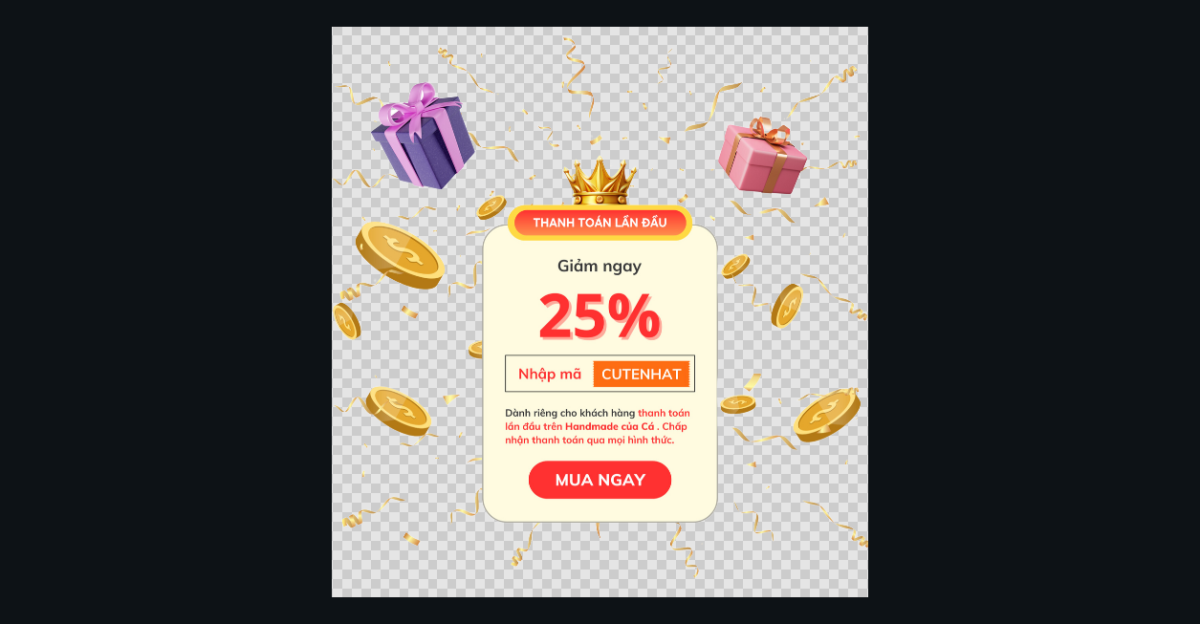 THANH TOÁN LẦN ĐẦU
Giảm ngay
25%
Nhập mã CUTENHAT
Dành riêng cho khách hàng thanh toán
lần đầu trên Handmade của Cá . Chấp
nhận thanh toán qua mọi hình thức.
MUA NGAY